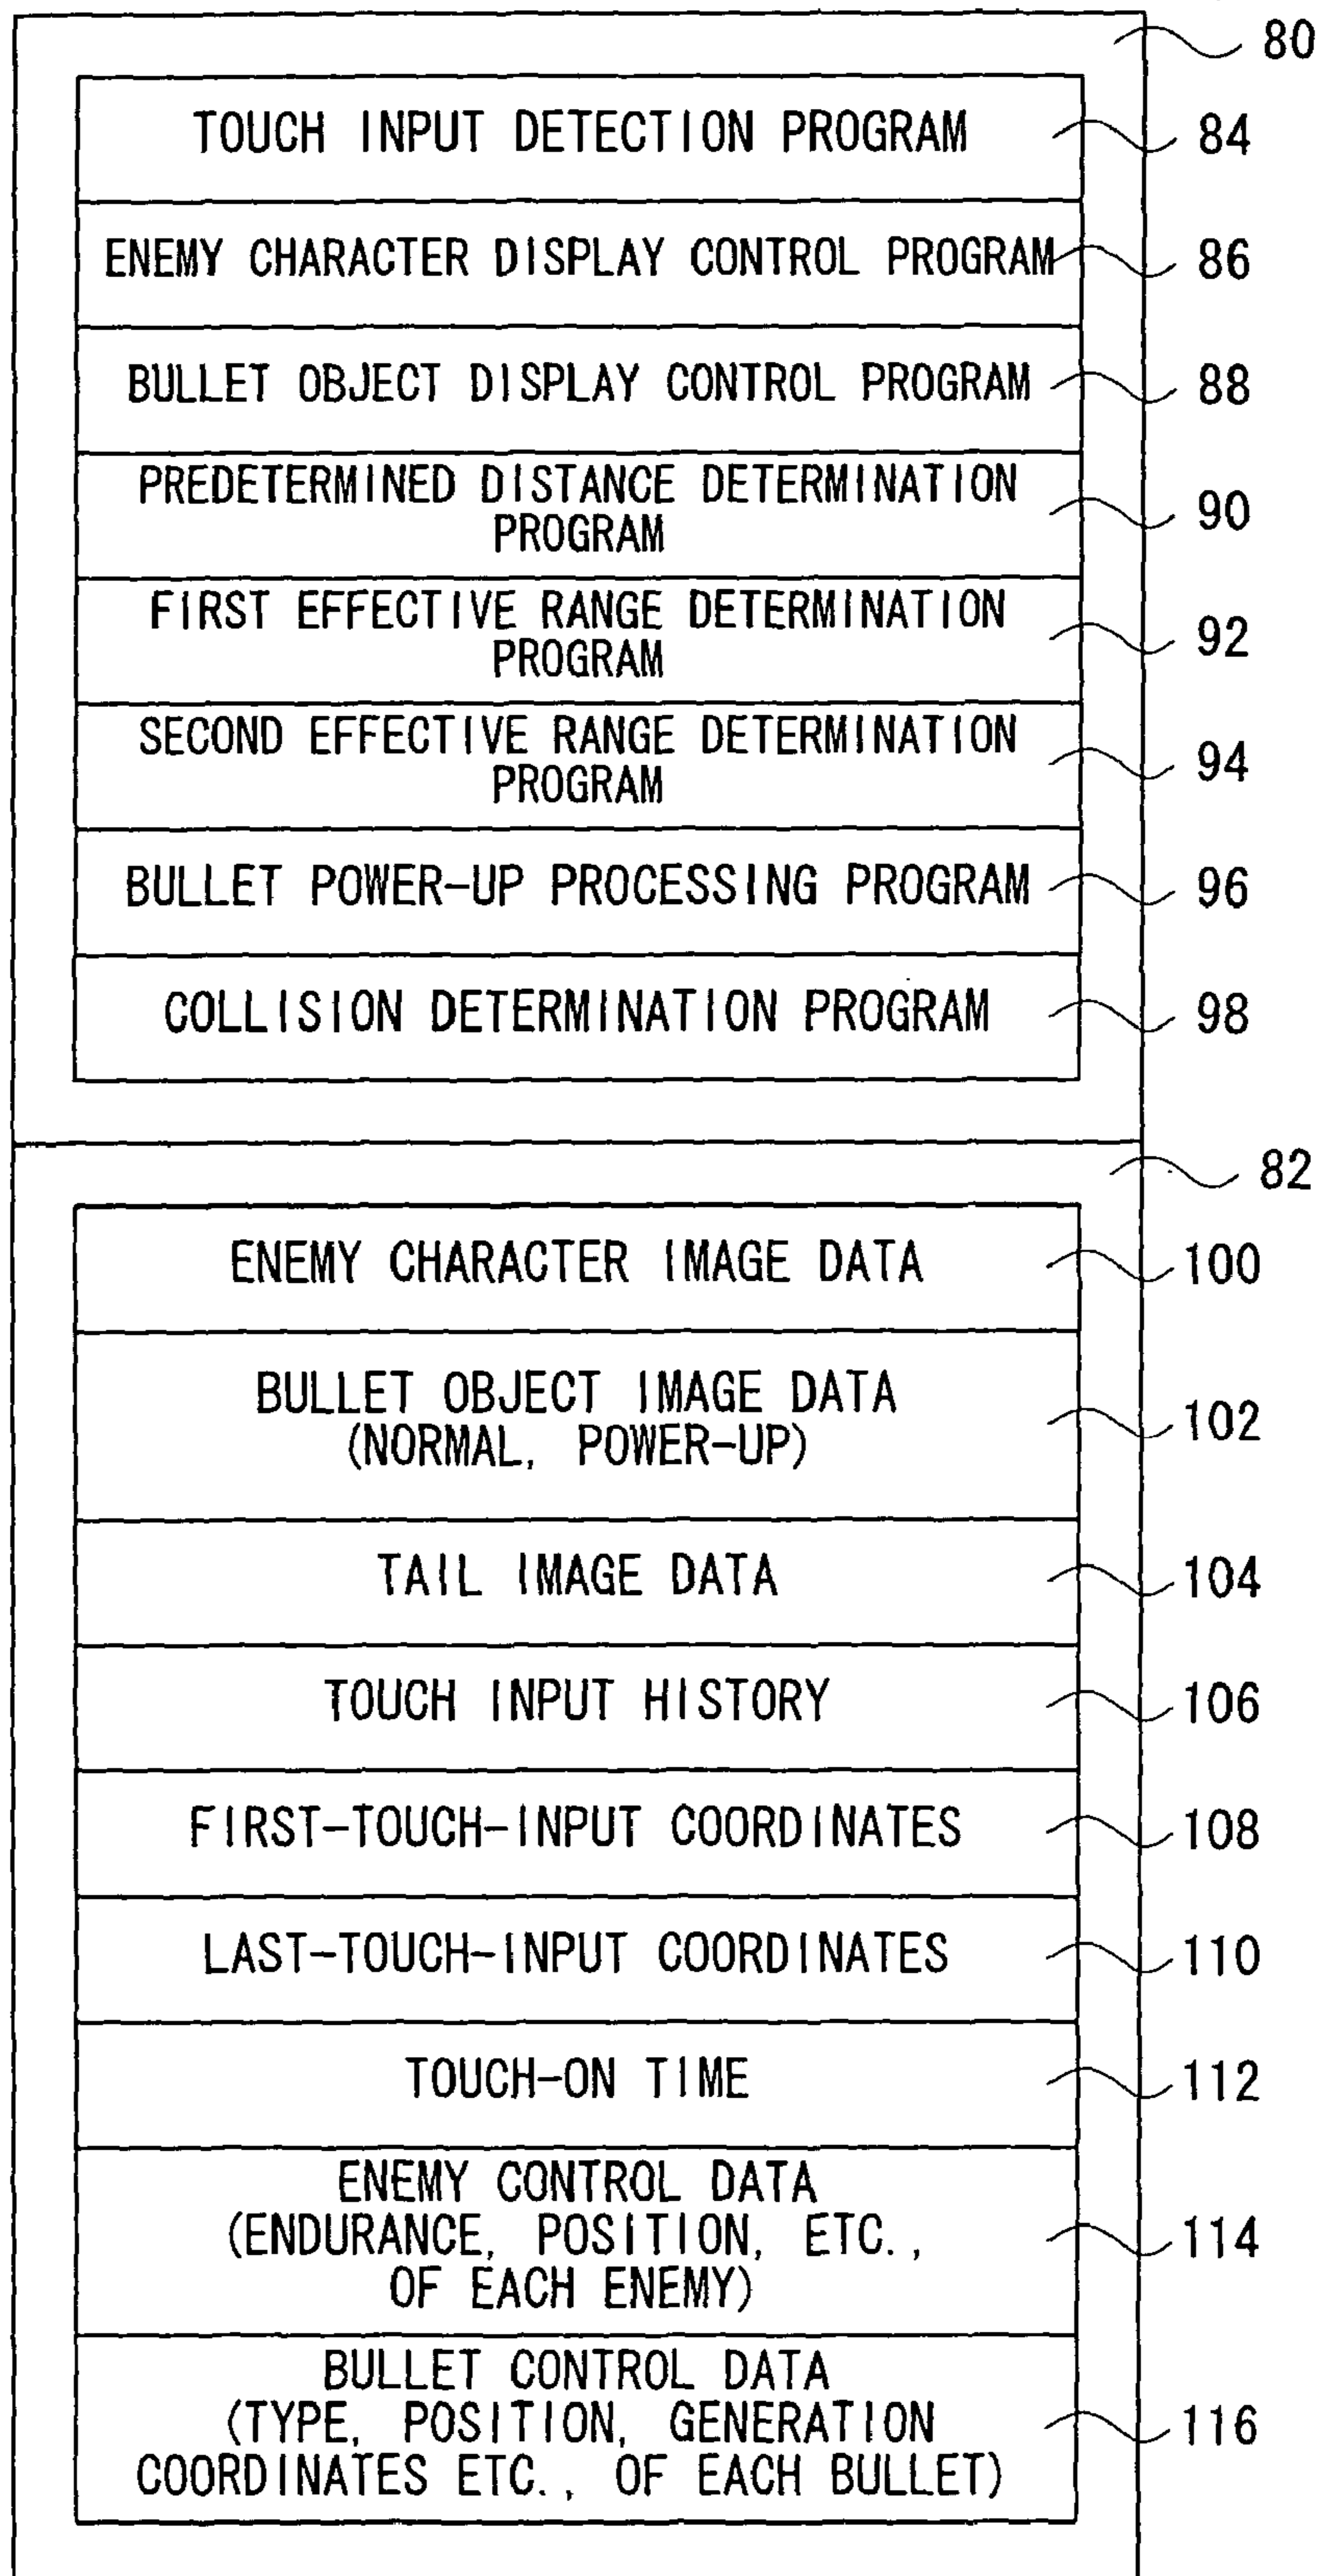 80
TOUCH INPUT DETECTION PROGRAM 84
ENEMY CHARACTER DISPLAY CONTROL PROGRAM 86
BULLET OBJECT DISPLAY CONTROL PROGRAM 88
PREDETERMINED DISTANCE DETERMINATION
PROGRAM 90
FIRST EFFECTIVE RANGE DETERMINATION
PROGRAM 92
SECOND EFFECTIVE RANGE DETERMINATION
PROGRAM 94
BULLET POWER-UP PROCESSING PROGRAM 96
COLLISION DETERMINATION PROGRAM 98
82
ENEMY CHARACTER IMAGE DATA 100
BULLET OBJECT IMAGE DATA
(NORMAL, POWER-UP) 102
TAIL IMAGE DATA 104
TOUCH INPUT HISTORY 106
FIRST-TOUCH-INPUT COORDINATES 108
LAST-TOUCH-INPUT COORDINATES 110
TOUCH-ON TIME 112
ENEMY CONTROL DATA
(ENDURANCE, POSITION, ETC., 114
OF EACH ENEMY)
BULLET CONTROL DATA
(TYPE, POSITION, GENERATION 116
COORDINATES ETC., OF EACH BULLET)